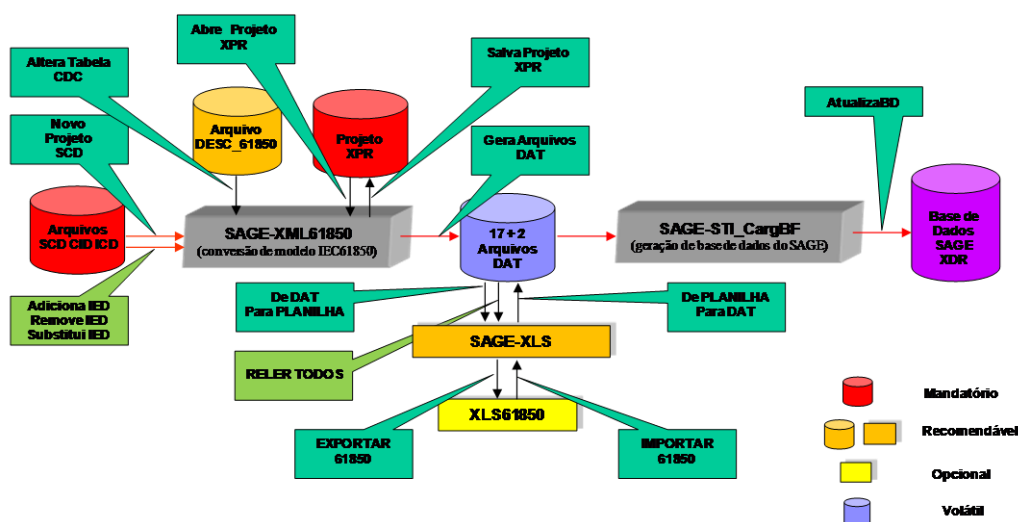 Abre Projeto
XPR
Salva Projeto
XPR
Altera Tabela
CDC
AtualizaBD
Novo
Projeto
SCD
Arquivo
DESC_61850
Projeto
XPR
Gera Arquivos
DAT
Arquivos
SCD CID ICD
SAGE-XML61850
(conversão de modelo IEC61850)
17 + 2
Arquivos
DAT
SAGE-STI_CargBF
(geração de base de dados do SAGE)
Base de
Dados
SAGE
XDR
Adiciona IED
Remove IED
Substitui IED
De DAT
Para PLANILHA
De PLANILHA
Para DAT
SAGE-XLS
RELER TODOS
XLS61850
EXPORTAR
61850
IMPORTAR
61850
Mandatório
Recomendável
Opcional
Volátil